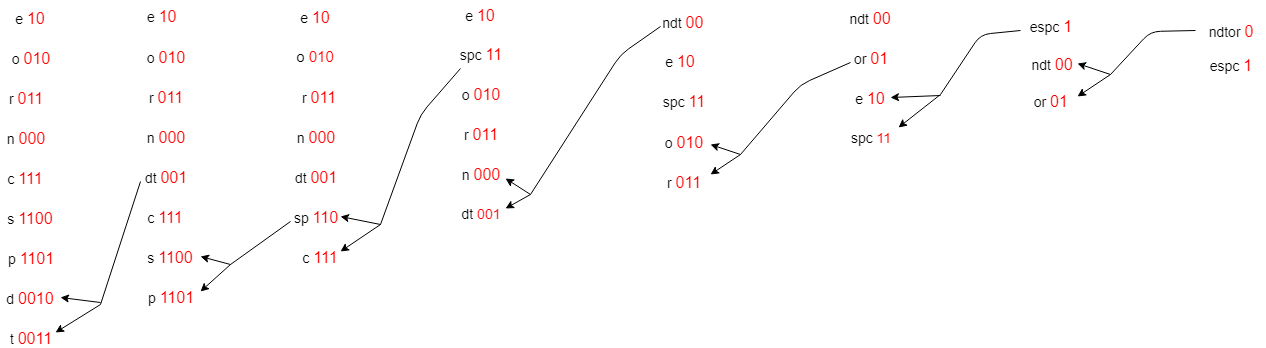 e 10
o 010
r 011
n 000
c 111
s 1100
p 1101
d 0010
t 0011
e 10
o 010
r 011
n 000
dt 001
c 111
s 1100
p 1101
e 10
o 010
r 011
n 000
dt 001
sp 110
c 111
e 10
spc 11
o 010
r 011
n 000
dt 001
ndt 00
e 10
spc 11
o 010
r 011
ndt 00
or 01
e 10
spc 11
espc 1
ndt 00
or 01
ndtor 0
espc 1